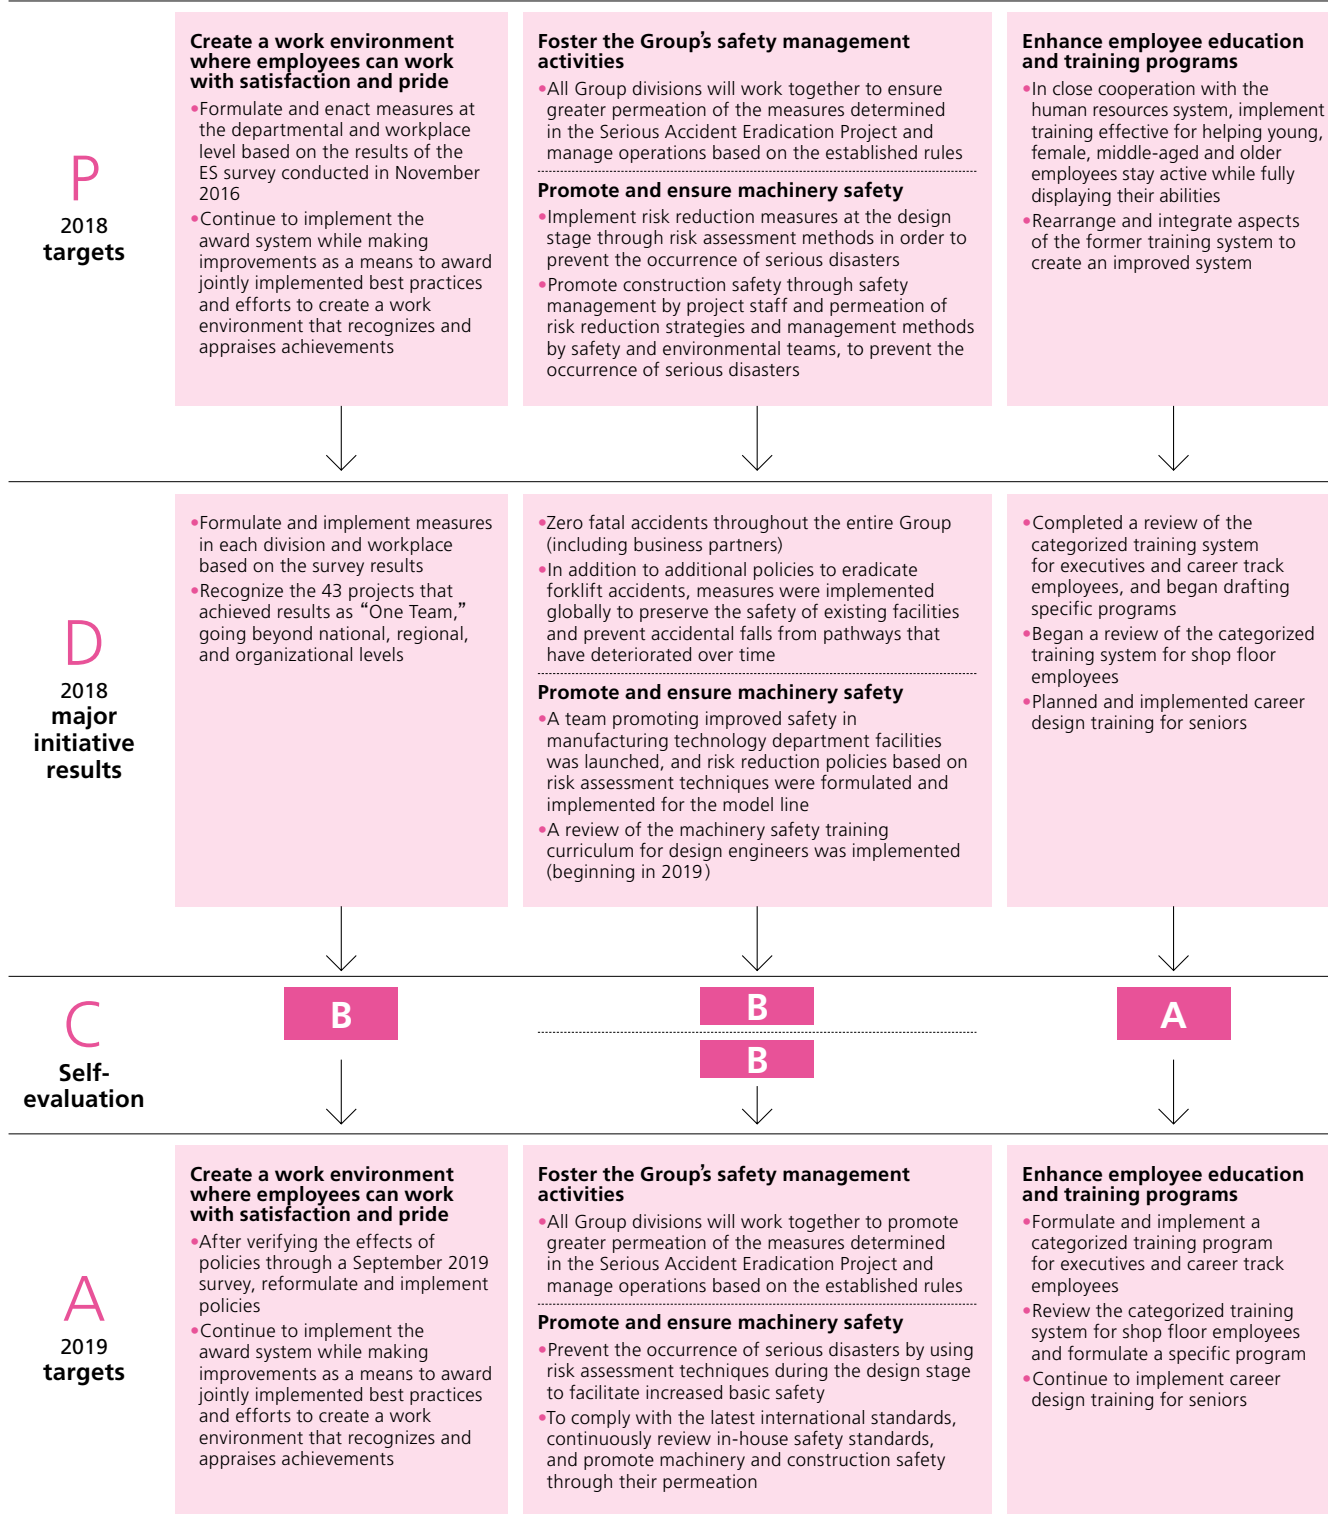 P
2018
targets
Create a work environment
where employees can work
with satisfaction and pride
•Formulate and enact measures at
the departmental and workplace
level based on the results of the
ES survey conducted in November
2016
•Continue to implement the
award system while making
improvements as a means to award
jointly implemented best practices
and efforts to create a work
environment that recognizes and
appraises achievements
Foster the Group's safety management
activities
•All Group divisions will work together to ensure
greater permeation of the measures determined
in the Serious Accident Eradication Project and
manage operations based on the established rules
Promote and ensure machinery safety
•Implement risk reduction measures at the design
stage through risk assessment methods in order to
prevent the occurrence of serious disasters
•Promote construction safety through safety
management by project staff and permeation of
risk reduction strategies and management methods
by safety and environmental teams, to prevent the
occurrence of serious disasters
Enhance employee education
and training programs
•In close cooperation with the
human resources system, implement
training effective for helping young,
female, middle-aged and older
employees stay active while fully
displaying their abilities
•Rearrange and integrate aspects
of the former training system to
create an improved system
D
2018
major
initiative
results
•Formulate and implement measures
in each division and workplace
based on the survey results
•Recognize the 43 projects that
achieved results as “One Team,”
going beyond national, regional,
and organizational levels
•Zero fatal accidents throughout the entire Group
(including business partners)
•In addition to additional policies to eradicate
forklift accidents, measures were implemented
globally to preserve the safety of existing facilities
and prevent accidental falls from pathways that
have deteriorated over time
Promote and ensure machinery safety
•A team promoting improved safety in
manufacturing technology department facilities
was launched, and risk reduction policies based on
risk assessment techniques were formulated and
implemented for the model line
•A review of the machinery safety training
curriculum for design engineers was implemented
(beginning in 2019)
•Completed a review of the
categorized training system
for executives and career track
employees, and began drafting
specific programs
•Began a review of the categorized
training system for shop floor
employees
•Planned and implemented career
design training for seniors
C
Self-
evaluation
B
B
B
A
A
2019
targets
Create a work environment
where employees can work
with satisfaction and pride
•After verifying the effects of
policies through a September 2019
survey, reformulate and implement
policies
•Continue to implement the
award system while making
improvements as a means to award
jointly implemented best practices
and efforts to create a work
environment that recognizes and
appraises achievements
Foster the Group's safety management
activities
•All Group divisions will work together to promote
greater permeation of the measures determined
in the Serious Accident Eradication Project and
manage operations based on the established rules
Promote and ensure machinery safety
•Prevent the occurrence of serious disasters by using
risk assessment techniques during the design stage
to facilitate increased basic safety
•To comply with the latest international standards,
continuously review in-house safety standards,
and promote machinery and construction safety
through their permeation
Enhance employee education
and training programs
•Formulate and implement a
categorized training program
for executives and career track
employees
•Review the categorized training
system for shop floor employees
and formulate a specific program
•Continue to implement career
design training for seniors